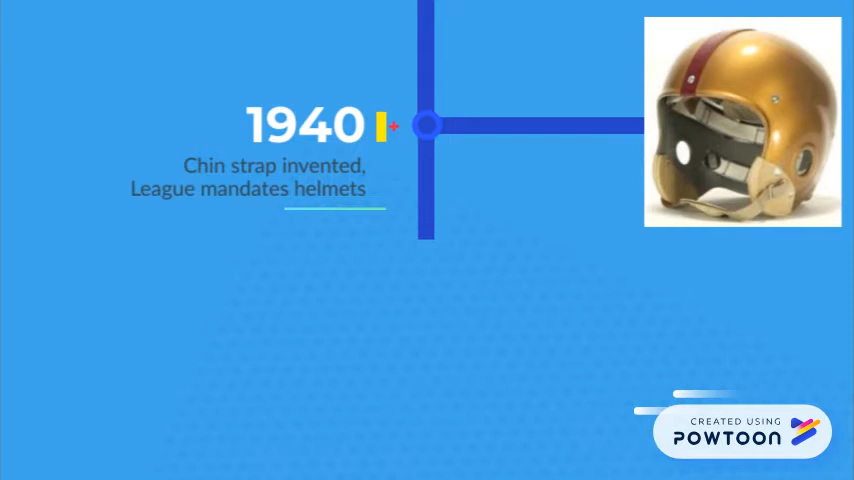 1940
Chin strap invented,
League mandates helmets
CREATED USING
POWTOON